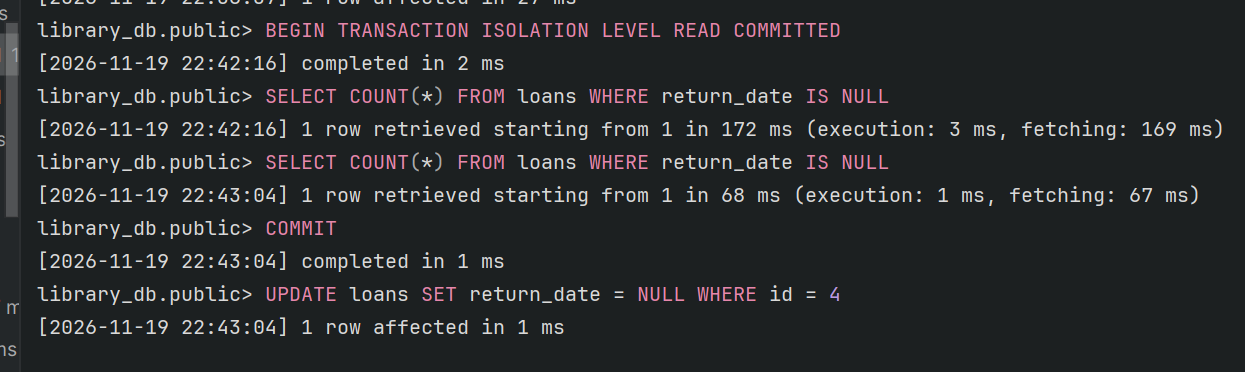 library_db.public> BEGIN TRANSACTION ISOLATION LEVEL READ COMMITTED
[2026-11-19 22:42:16] completed in 2 ms
library_db.public> SELECT COUNT(*) FROM loans WHERE return_date IS NULL
[2026-11-19 22:42:16] 1 row retrieved starting from 1 in 172 ms (execution: 3 ms, fetching: 169 ms)
library_db.public> SELECT COUNT(*) FROM loans WHERE return_date IS NULL
[2026-11-19 22:43:04] 1 row retrieved starting from 1 in 68 ms (execution: 1 ms, fetching: 67 ms)
library_db.public> COMMIT
[2026-11-19 22:43:04] completed in 1 ms
library_db.public> UPDATE loans SET return_date = NULL WHERE id = 4
[2026-11-19 22:43:04] 1 row affected in 1 ms